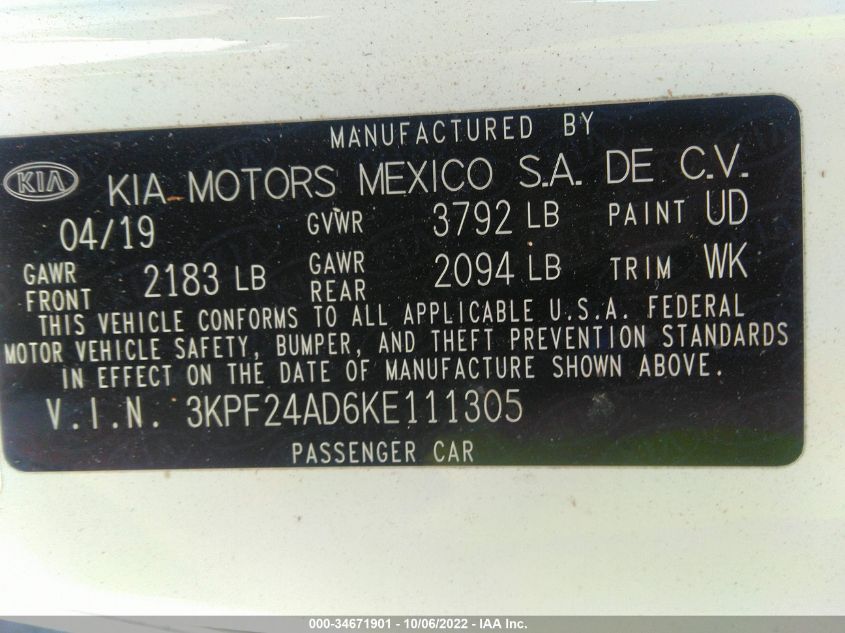 MANUFACTURED BY
KIA KIA MOTORS MEXICO S.A. DE C.V.
04/19 GVWR 3792 LB PAINT UD
GAWR FRONT 2183 LB GAWR REAR 2094 LB TRIM WK
THIS VEHICLE CONFORMS TO ALL APPLICABLE U.S.A. FEDERAL
MOTOR VEHICLE SAFETY, BUMPER, AND THEFT PREVENTION STANDARDS
IN EFFECT ON THE DATE OF MANUFACTURE SHOWN ABOVE.
V.I.N. 3KPF24AD6KE111305
PASSENGER CAR
000-34671901 - 10/06/2022 - IAA Inc.